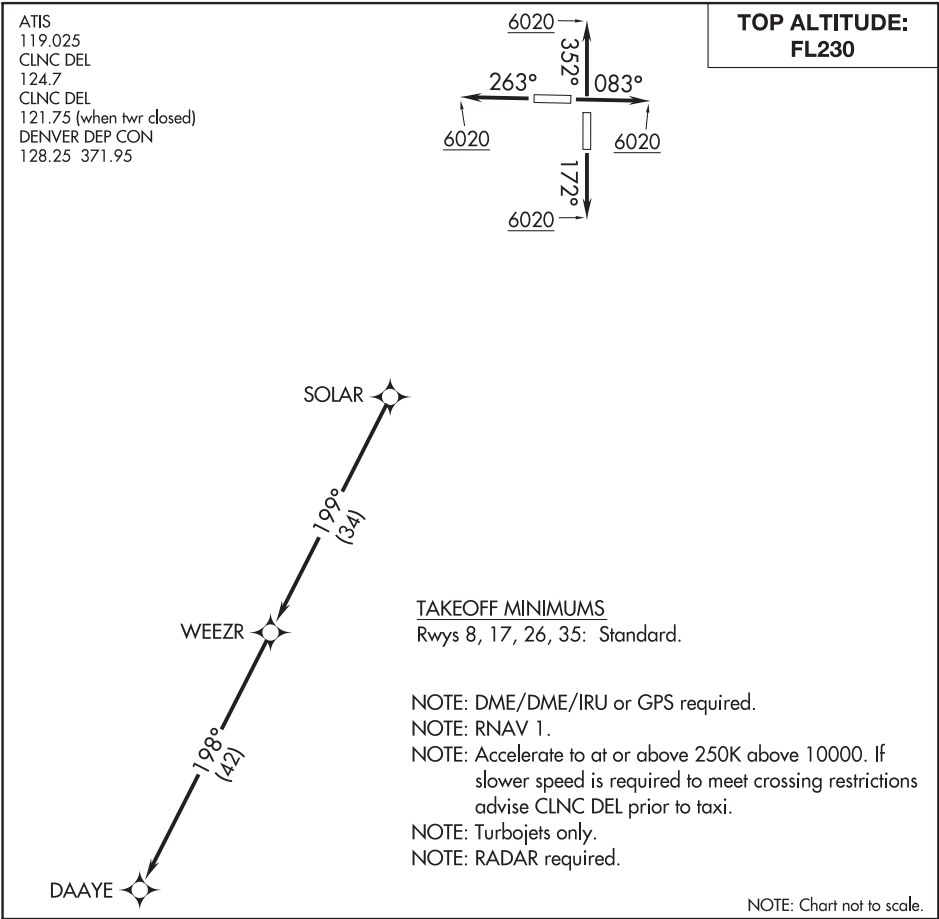 ATIS
119.025
CLNC DEL
124.7
CLNC DEL
121.75 (when twr closed)
DENVER DEP CON
128.25 371.95
TOP ALTITUDE:
FL230
6020
352°
263°
083°
6020
6020
172°
6020
SOLAR
199°
(34)
WEEZR
198°
(42)
DAAYE
TAKEOFF MINIMUMS
Rwys 8, 17, 26, 35: Standard.
NOTE: DME/DME/IRU or GPS required.
NOTE: RNAV 1.
NOTE: Accelerate to at or above 250K above 10000. If
slower speed is required to meet crossing restrictions
advise CLNC DEL prior to taxi.
NOTE: Turbojets only.
NOTE: RADAR required.
NOTE: Chart not to scale.